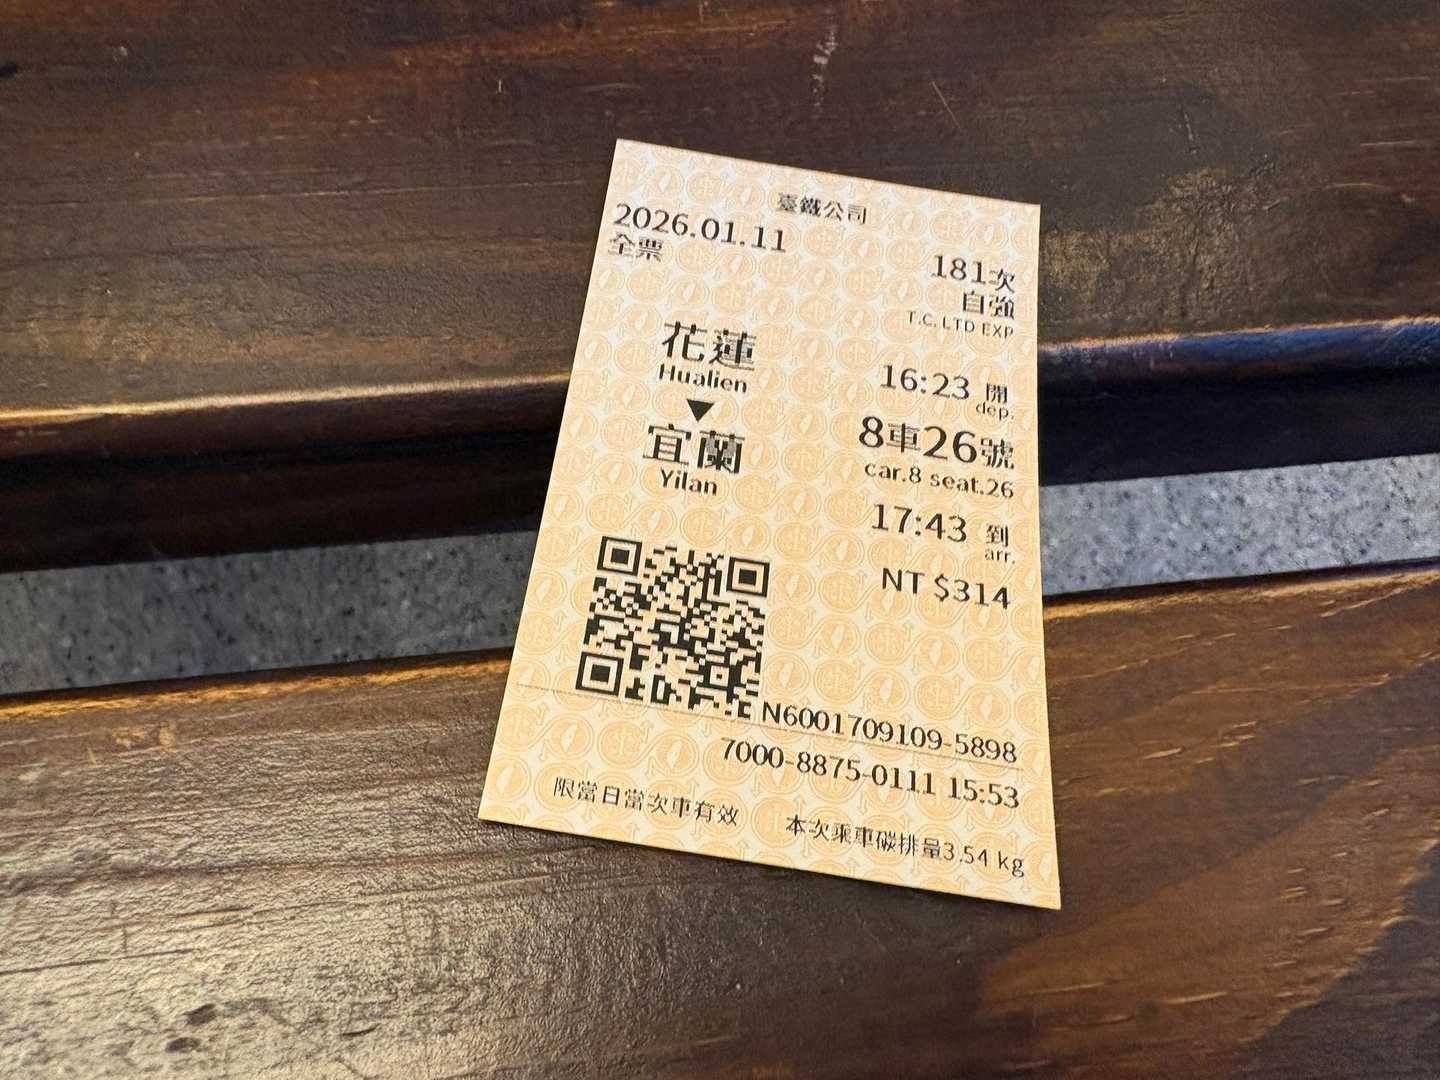 臺鐵公司
2026.01.11
全票
181次
自強
T.C. LTD EXP
花蓮
Hualien
▼
宜蘭
Yilan
16:23 開
dep.
8車26號
car.8 seat.26
17:43 到
arr.
NT $314
N6001709109-5898
7000-8875-0111 15:53
限當日當次車有效
本次乘車碳排量3.54 kg